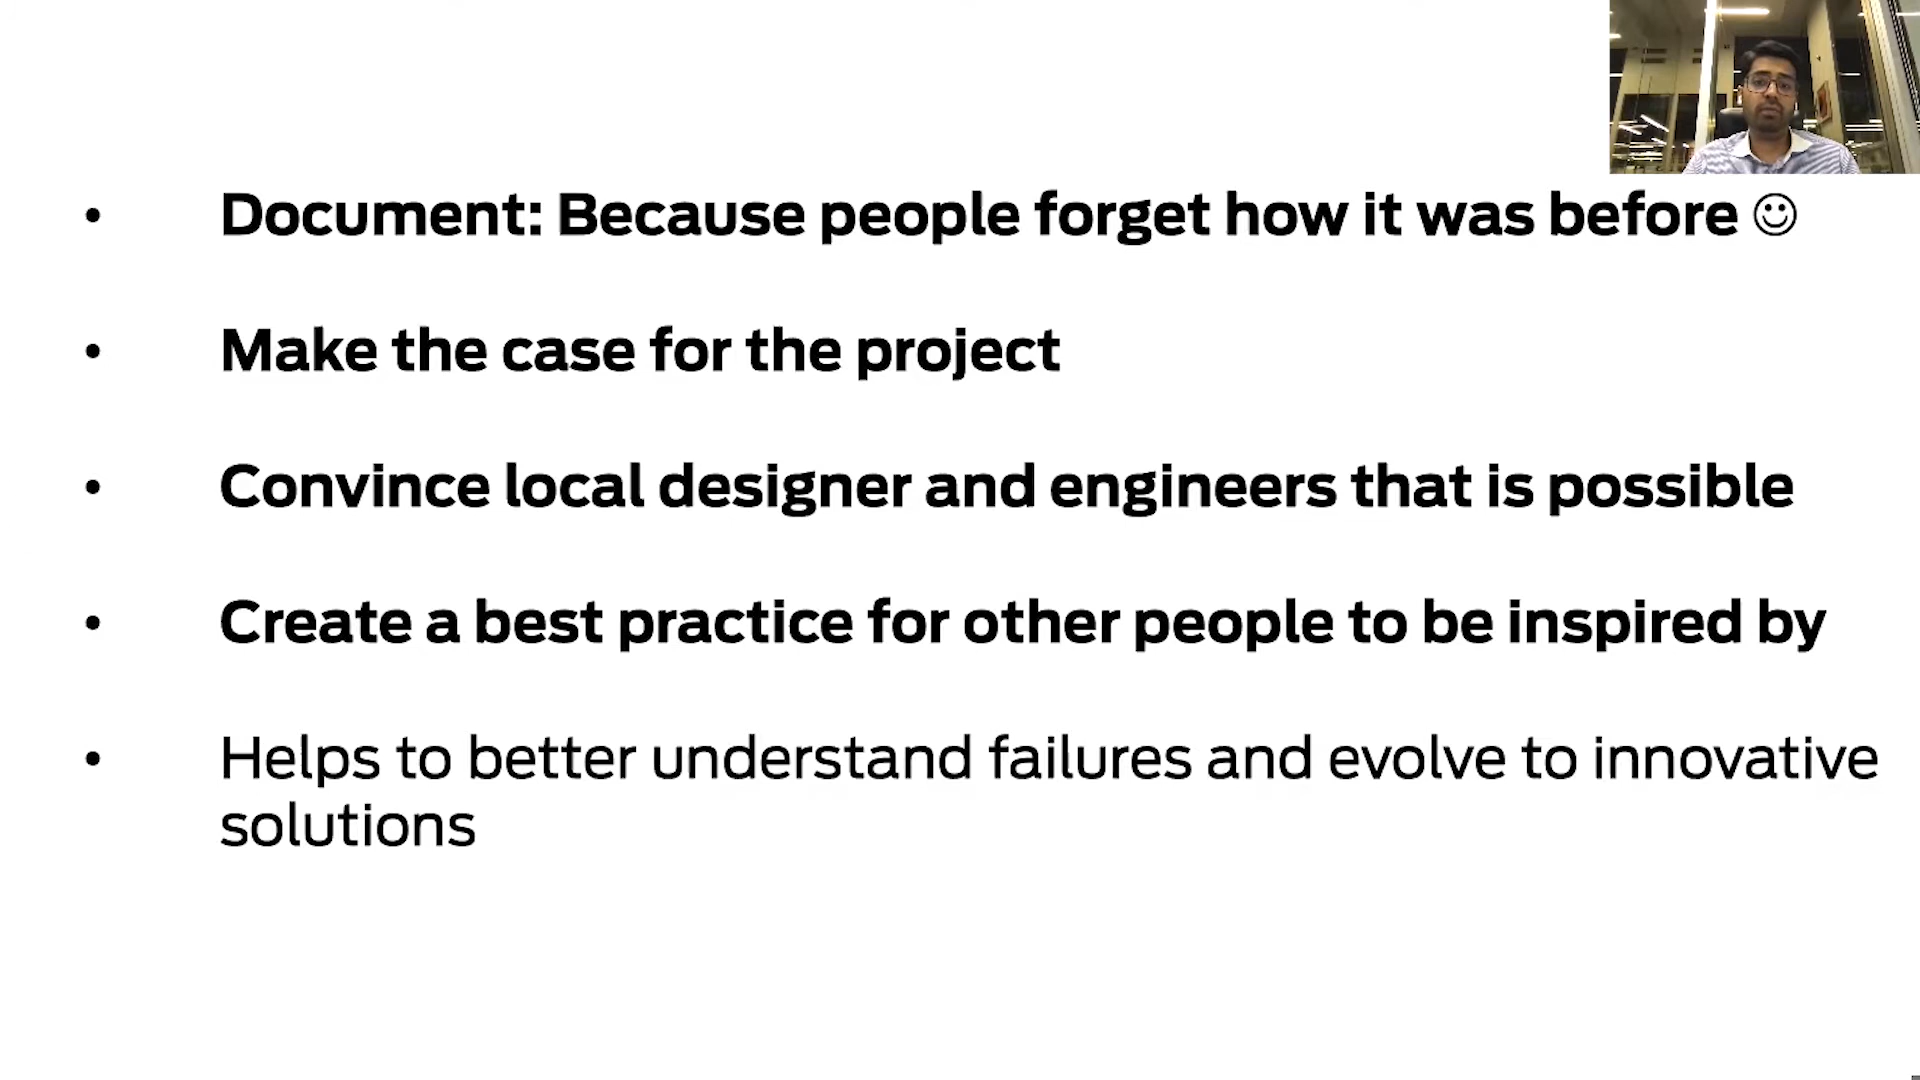 • Document: Because people forget how it was before ☺
• Make the case for the project
• Convince local designer and engineers that is possible
• Create a best practice for other people to be inspired by
• Helps to better understand failures and evolve to innovative
solutions